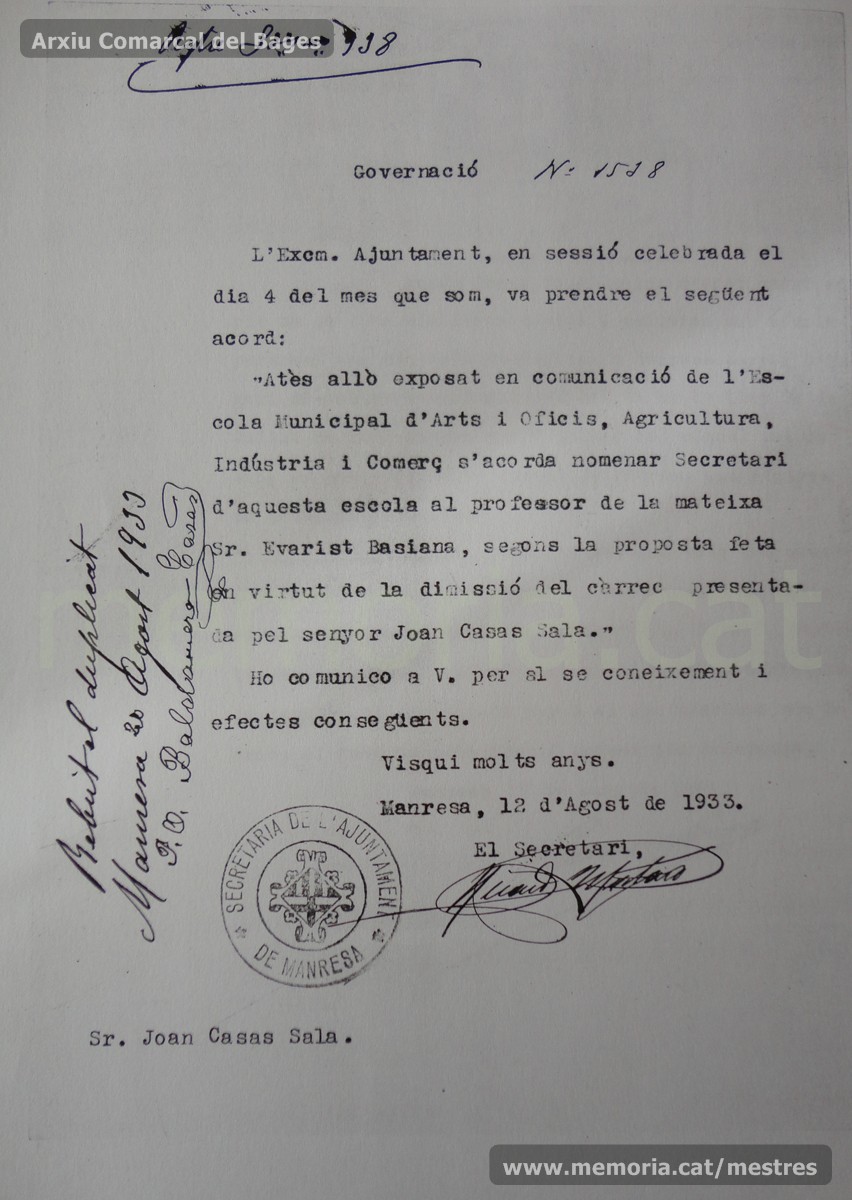 Arxiu Comarcal del Bages
Governació Nº 1538
L'Excm. Ajuntament, en sessió celebrada el
dia 4 del mes que som, va prendre el següent
acord:
"Atès allò exposat en comunicació de l'Es-
cola Municipal d'Arts i Oficis, Agricultura,
Indústria i Comerç s'acorda nomenar Secretari
d'aquesta escola al professor de la mateixa
Sr. Evarist Basiana, segons la proposta feta
en virtut de la dimissió del càrrec presenta-
da pel senyor Joan Casas Sala."
Ho comunico a V. per al se coneixement i
efectes consegüents.
Visqui molts anys.
Manresa, 12 d'Agost de 1933.
El Secretari,
SECRETARIA DE L'AJUNTAMENT
DE MANRESA
Rebut el duplicat
Manresa 20 Agost 1933
P.O. Baldomero Casas
Sr. Joan Casas Sala.
memoria.cat
www.memoria.cat/mestres